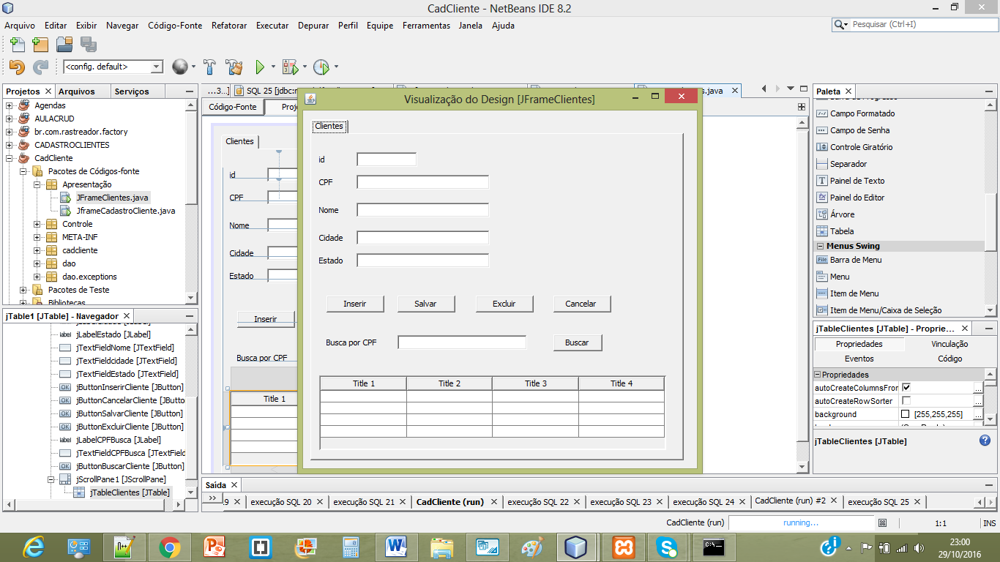 CadCliente - NetBeans IDE 8.2
Arquivo Editar Exibir Navegar Código-Fonte Refatorar Executar Depurar Perfil Equipe Ferramentas Janela Ajuda
Pesquisar (Ctrl+I)
<config. default>
Projetos Arquivos Serviços
Agendas
AULACRUD
br.com.rastreador.factory
CADASTROCLIENTES
CadCliente
Pacotes de Códigos-fonte
Apresentação
JFrameClientes.java
JframeCadastroCliente.java
Controle
META-INF
cadcliente
dao
dao.exceptions
Pacotes de Teste
Bibliotecas
jTable1 [JTable] - Navegador
jLabelEstado [JLabel]
jTextFieldNome [JTextField]
jTextFieldcidade [JTextField]
jTextFieldEstado [JTextField]
jButtonInserirCliente [JButton]
jButtonCancelarCliente [JButto
jButtonSalvarCliente [JButton]
jButtonExcluirCliente [JButton]
jLabelCPFBusca [JLabel]
jTextFieldCPFBusca [JTextField
jButtonBuscarCliente [JButton]
jScrollPane1 [JScrollPane]
jTableClientes [JTable]
...3...] SQL 25 [jdbc:
s.java
Código-Fonte Proj
Clientes
id
CPF
Nome
Cidade
Estado
Inserir
Busca por CPF
Title 1
Visualização do Design [JFrameClientes]
Clientes
id
CPF
Nome
Cidade
Estado
Inserir Salvar Excluir Cancelar
Busca por CPF Buscar
Title 1 Title 2 Title 3 Title 4
Paleta
Barra de Progresso
Campo Formatado
Campo de Senha
Controle Giratório
Separador
Painel de Texto
Painel do Editor
Árvore
Tabela
Menus Swing
Barra de Menu
Menu
Item de Menu
Item de Menu/Caixa de Seleção
jTableClientes [JTable] - Proprie...
Propriedades Vinculação
Eventos Código
Propriedades
autoCreateColumnsFror
autoCreateRowSorter
background [255,255,255]
jTableClientes [JTable]
Saída
.9 execução SQL 20 execução SQL 21 CadCliente (run) execução SQL 22 execução SQL 23 execução SQL 24 CadCliente (run) #2 execução SQL 25
CadCliente (run) running... 1:1 INS
23:00
29/10/2016